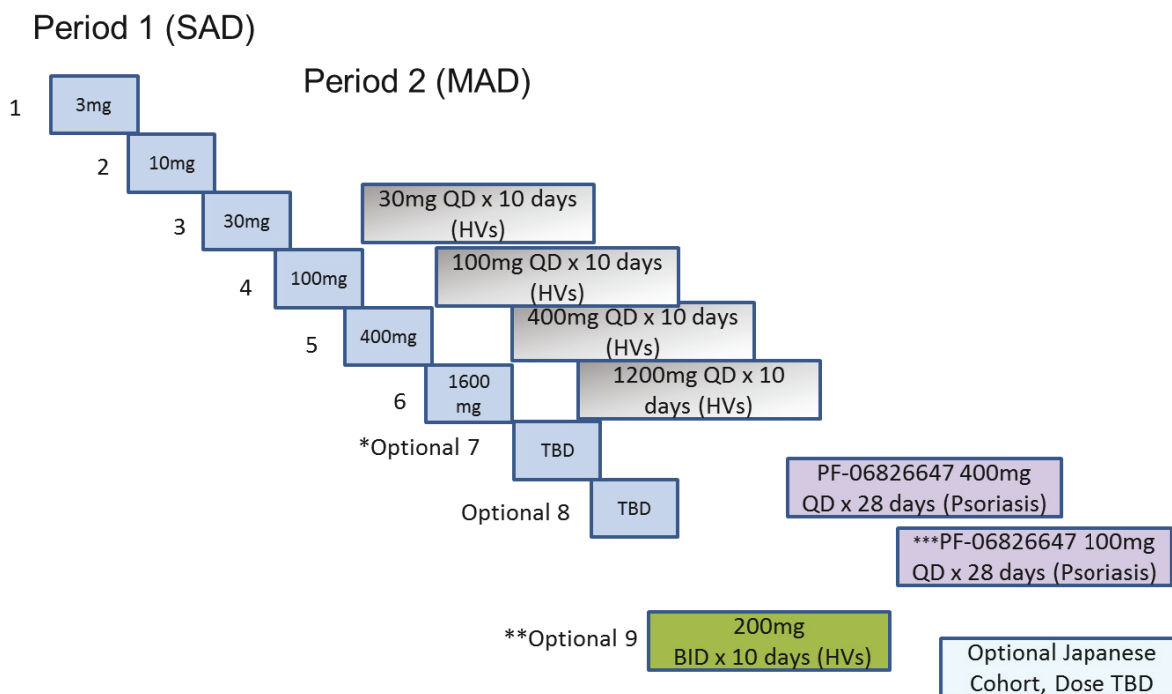 Period 1 (SAD)
Period 2 (MAD)
1
3mg
2
10mg
3
30mg
30mg QD x 10 days
(HVs)
4
100mg
100mg QD x 10 days
(HVs)
5
400mg
400mg QD x 10 days
(HVs)
6
1600
mg
1200mg QD x 10
days (HVs)
*Optional 7
TBD
PF-06826647 400mg
QD x 28 days (Psoriasis)
Optional 8
TBD
***PF-06826647 100mg
QD x 28 days (Psoriasis)
**Optional 9
200mg
BID x 10 days (HVs)
Optional Japanese
Cohort, Dose TBD